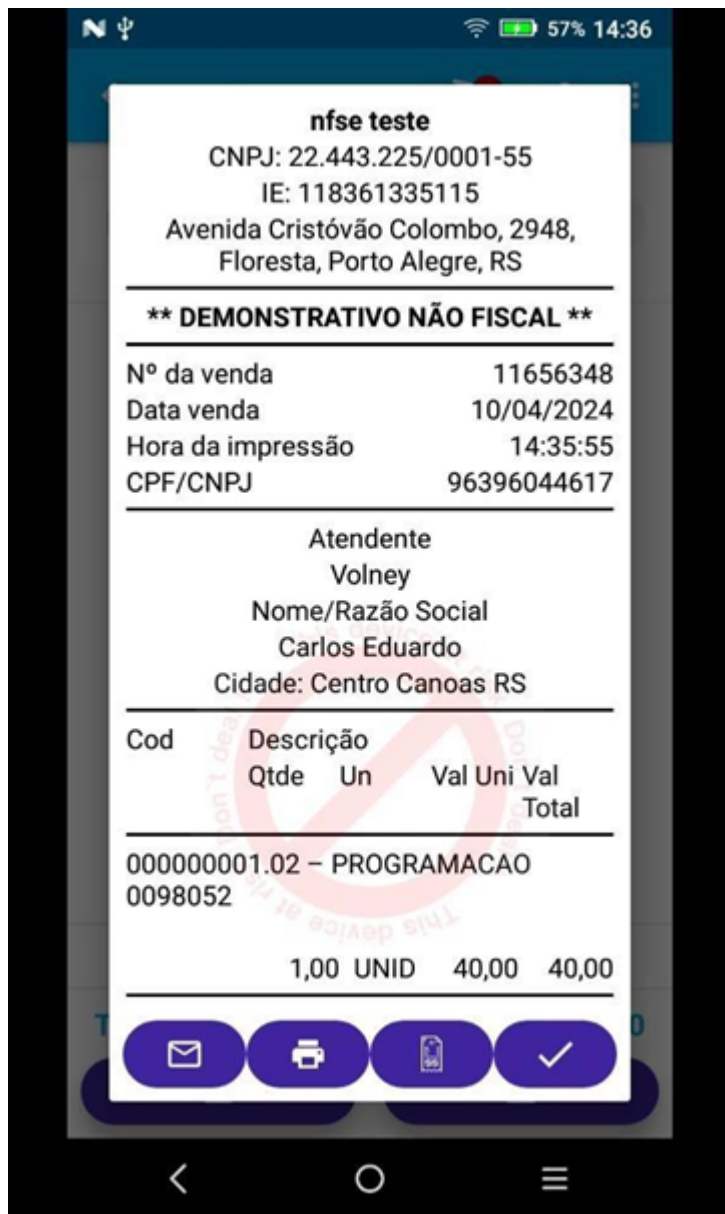 57% 14:36
nfse teste
CNPJ: 22.443.225/0001-55
IE: 118361335115
Avenida Cristóvão Colombo, 2948,
Floresta, Porto Alegre, RS
** DEMONSTRATIVO NÃO FISCAL **
Nº da venda 11656348
Data venda 10/04/2024
Hora da impressão 14:35:55
CPF/CNPJ 96396044617
Atendente
Volney
Nome/Razão Social
Carlos Eduardo
Cidade: Centro Canoas RS
Cod Descrição
Qtde Un Val Uni Val
Total
000000001.02 – PROGRAMACAO
0098052
1,00 UNID 40,00 40,00
This device at